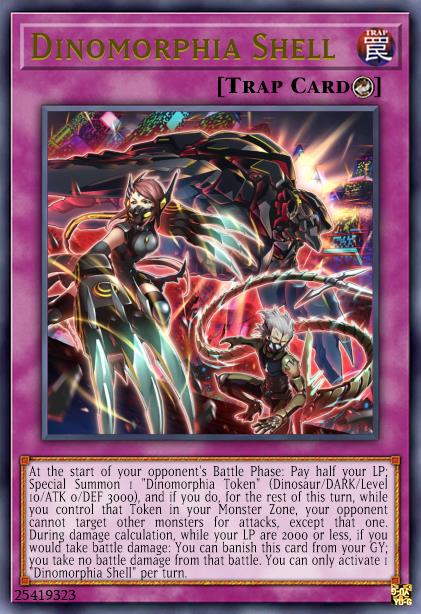 Dinomorphia Shell
TRAP
罠
[Trap Card]
At the start of your opponent's Battle Phase: Pay half your LP;
Special Summon 1 "Dinomorphia Token" (Dinosaur/DARK/Level
10/ATK 0/DEF 3000), and if you do, for the rest of this turn, while
you control that Token in your Monster Zone, your opponent
cannot target other monsters for attacks, except that one.
During damage calculation, while your LP are 2000 or less, if you
would take battle damage: You can banish this card from your GY;
you take no battle damage from that battle. You can only activate 1
"Dinomorphia Shell" per turn.
25419323